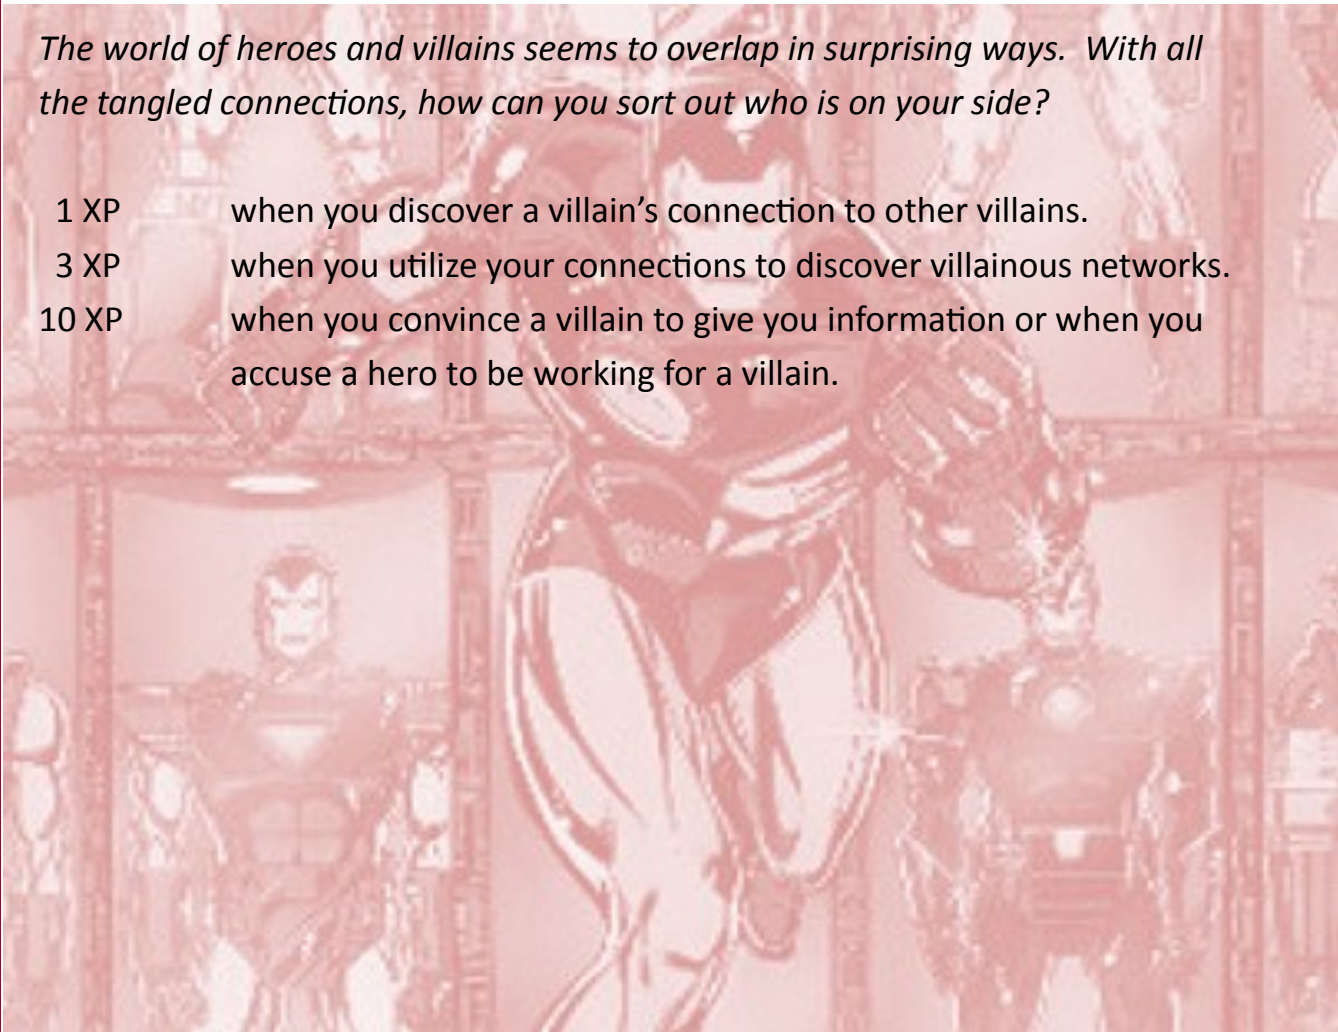 The world of heroes and villains seems to overlap in surprising ways.  With all
the tangled connections, how can you sort out who is on your side?
1 XP when you discover a villain’s connection to other villains.
3 XP when you utilize your connections to discover villainous networks.
10 XP when you convince a villain to give you information or when you
accuse a hero to be working for a villain.